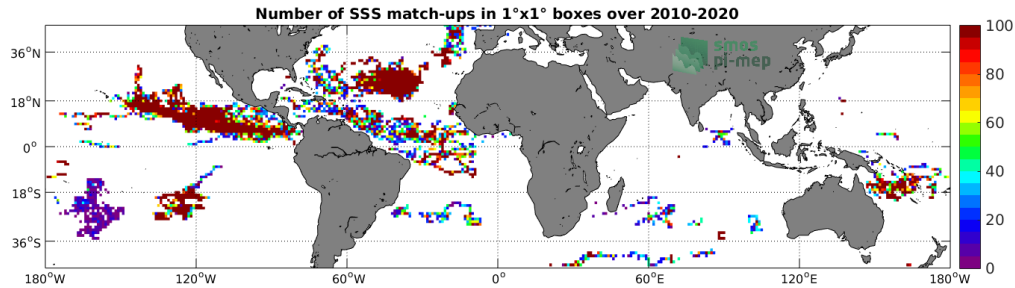 Number of SSS match-ups in 1°x1° boxes over 2010-2020
smos
pi-mep
36°N
18°N
0°
18°S
36°S
180°W
120°W
60°W
0°
60°E
120°E
180°W
100
80
60
40
20
0